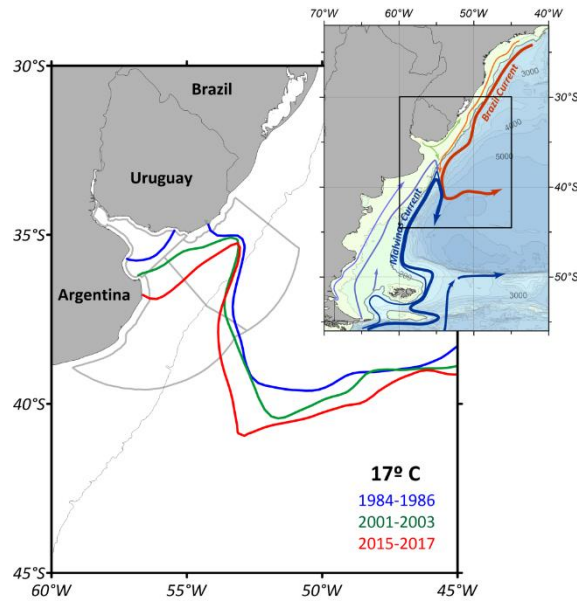 70°W 60°W 50°W 40°W
30°S
40°S
50°S
Brazil Current
Malvinas Current
3000
4000
5000
3000
30°S
35°S
40°S
45°S
Brazil
Uruguay
Argentina
17º C
1984-1986
2001-2003
2015-2017
60°W 55°W 50°W 45°W